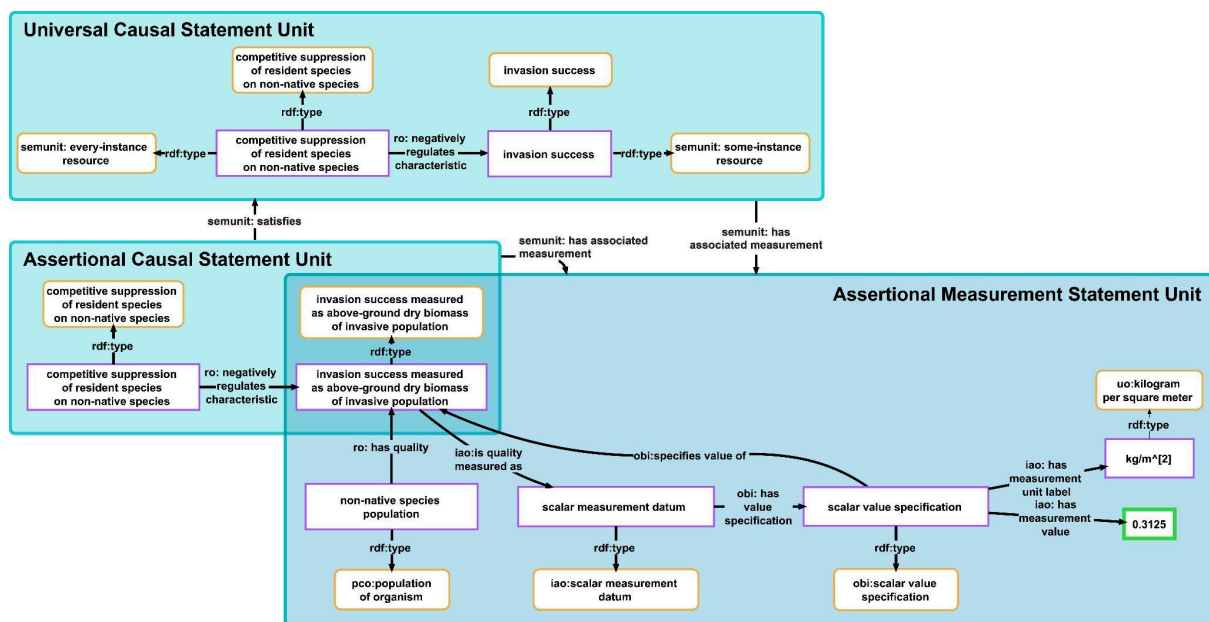 Universal Causal Statement Unit
competitive suppression
of resident species
on non-native species
invasion success
rdf:type
rdf:type
semunit: every-instance
resource
rdf:type
competitive suppression
of resident species
on non-native species
ro: negatively
regulates
characteristic
invasion success
rdf:type
semunit: some-instance
resource
semunit: satisfies
semunit: has associated
measurement
semunit: has
associated measurement
Assertional Causal Statement Unit
competitive suppression
of resident species
on non-native species
rdf:type
competitive suppression
of resident species
on non-native species
ro: negatively
regulates
characteristic
Assertional Measurement Statement Unit
invasion success measured
as above-ground dry biomass
of invasive population
rdf:type
invasion success measured
as above-ground dry biomass
of invasive population
ro: has quality
iao:is quality
measured as
obi:specifies value of
non-native species
population
rdf:type
pco:population
of organism
scalar measurement datum
rdf:type
iao:scalar measurement
datum
obi: has
value
specification
scalar value specification
rdf:type
obi:scalar value
specification
iao: has
measurement
unit label
iao: has
measurement
value
uo:kilogram
per square meter
rdf:type
kg/m^[2]
0.3125